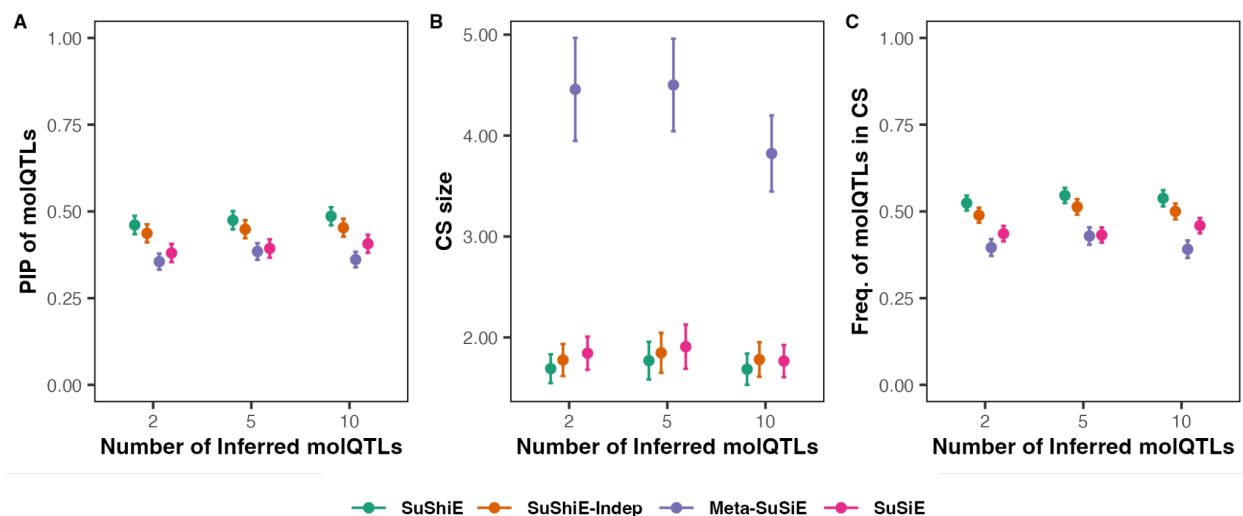 A
PIP of molQTLs
1.00
0.75
0.50
0.25
0.00
2 5 10
Number of Inferred molQTLs
B
CS size
5.00
4.00
3.00
2.00
2 5 10
Number of Inferred molQTLs
C
Freq. of molQTLs in CS
1.00
0.75
0.50
0.25
0.00
2 5 10
Number of Inferred molQTLs
SuShiE SuShiE-Indep Meta-SuSiE SuSiE